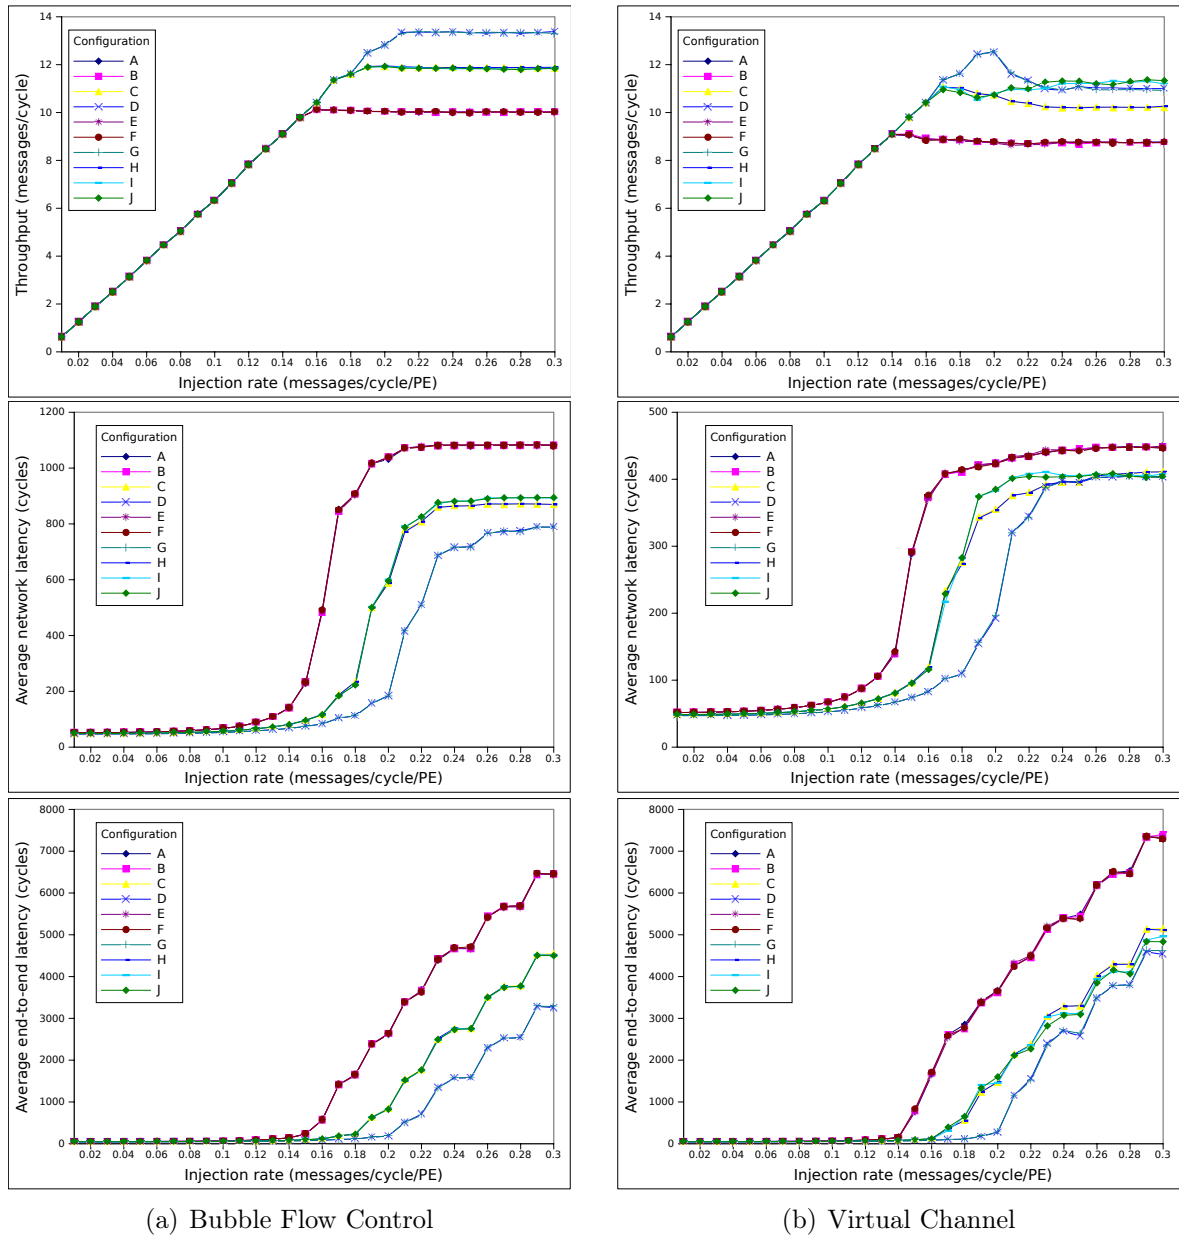 Throughput (messages/cycle)
14
12
10
8
6
4
2
0
Configuration
A
B
C
D
E
F
G
H
I
J
0.02 0.04 0.06 0.08 0.1 0.12 0.14 0.16 0.18 0.2 0.22 0.24 0.26 0.28 0.3
Injection rate (messages/cycle/PE)
Throughput (messages/cycle)
14
12
10
8
6
4
2
0
Configuration
A
B
C
D
E
F
G
H
I
J
0.02 0.04 0.06 0.08 0.1 0.12 0.14 0.16 0.18 0.2 0.22 0.24 0.26 0.28 0.3
Injection rate (messages/cycle/PE)
Average network latency (cycles)
1200
1000
800
600
400
200
0
Configuration
A
B
C
D
E
F
G
H
I
J
0.02 0.04 0.06 0.08 0.1 0.12 0.14 0.16 0.18 0.2 0.22 0.24 0.26 0.28 0.3
Injection rate (messages/cycle/PE)
Average network latency (cycles)
500
400
300
200
100
0
Configuration
A
B
C
D
E
F
G
H
I
J
0.02 0.04 0.06 0.08 0.1 0.12 0.14 0.16 0.18 0.2 0.22 0.24 0.26 0.28 0.3
Injection rate (messages/cycle/PE)
Average end-to-end latency (cycles)
8000
7000
6000
5000
4000
3000
2000
1000
0
Configuration
A
B
C
D
E
F
G
H
I
J
0.02 0.04 0.06 0.08 0.1 0.12 0.14 0.16 0.18 0.2 0.22 0.24 0.26 0.28 0.3
Injection rate (messages/cycle/PE)
Average end-to-end latency (cycles)
8000
7000
6000
5000
4000
3000
2000
1000
0
Configuration
A
B
C
D
E
F
G
H
I
J
0.02 0.04 0.06 0.08 0.1 0.12 0.14 0.16 0.18 0.2 0.22 0.24 0.26 0.28 0.3
Injection rate (messages/cycle/PE)
(a) Bubble Flow Control
(b) Virtual Channel